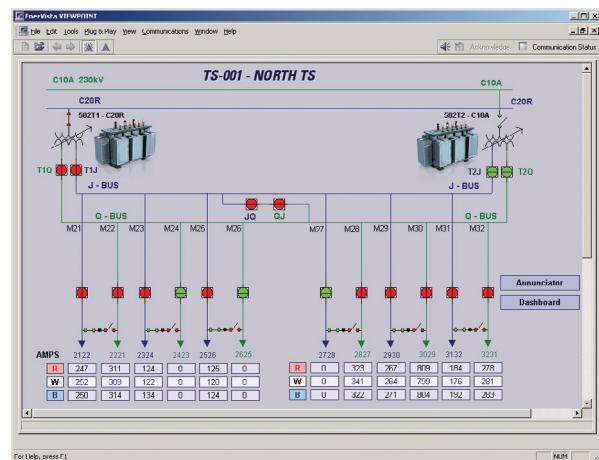 EnerVista VIEWPOINT
File Edit Tools Plug & Play View Communications Window Help
Acknowledge Communication Status
TS-001 - NORTH TS
C10A 230kV C10A
C20R C20R
502T1 - C20R 502T2 - C10A
T1Q T1J T2J T2Q
J - BUS J - BUS
JQ QJ
Q - BUS Q - BUS
M21 M22 M23 M24 M25 M26 M27 M28 M29 M30 M31 M32
Annunciator
Dashboard
AMPS 2122 2221 2324 2423 2526 2625 2728 2827 2930 3029 3132 3231
R 247 311 124 0 125 0 R 0 323 267 809 184 278
W 252 309 122 0 120 0 W 0 341 264 799 176 281
B 250 314 134 0 124 0 B 0 322 271 804 192 283
For Help, press F1 NUM